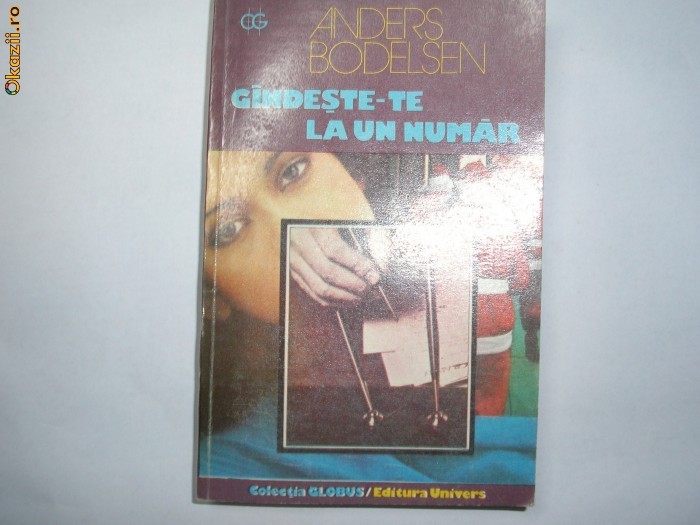 Okazii.ro
CG
ANDERS
BODELSEN
GÎNDEȘTE-TE
LA UN NUMĂR
Colecția GLOBUS/Editura Univers